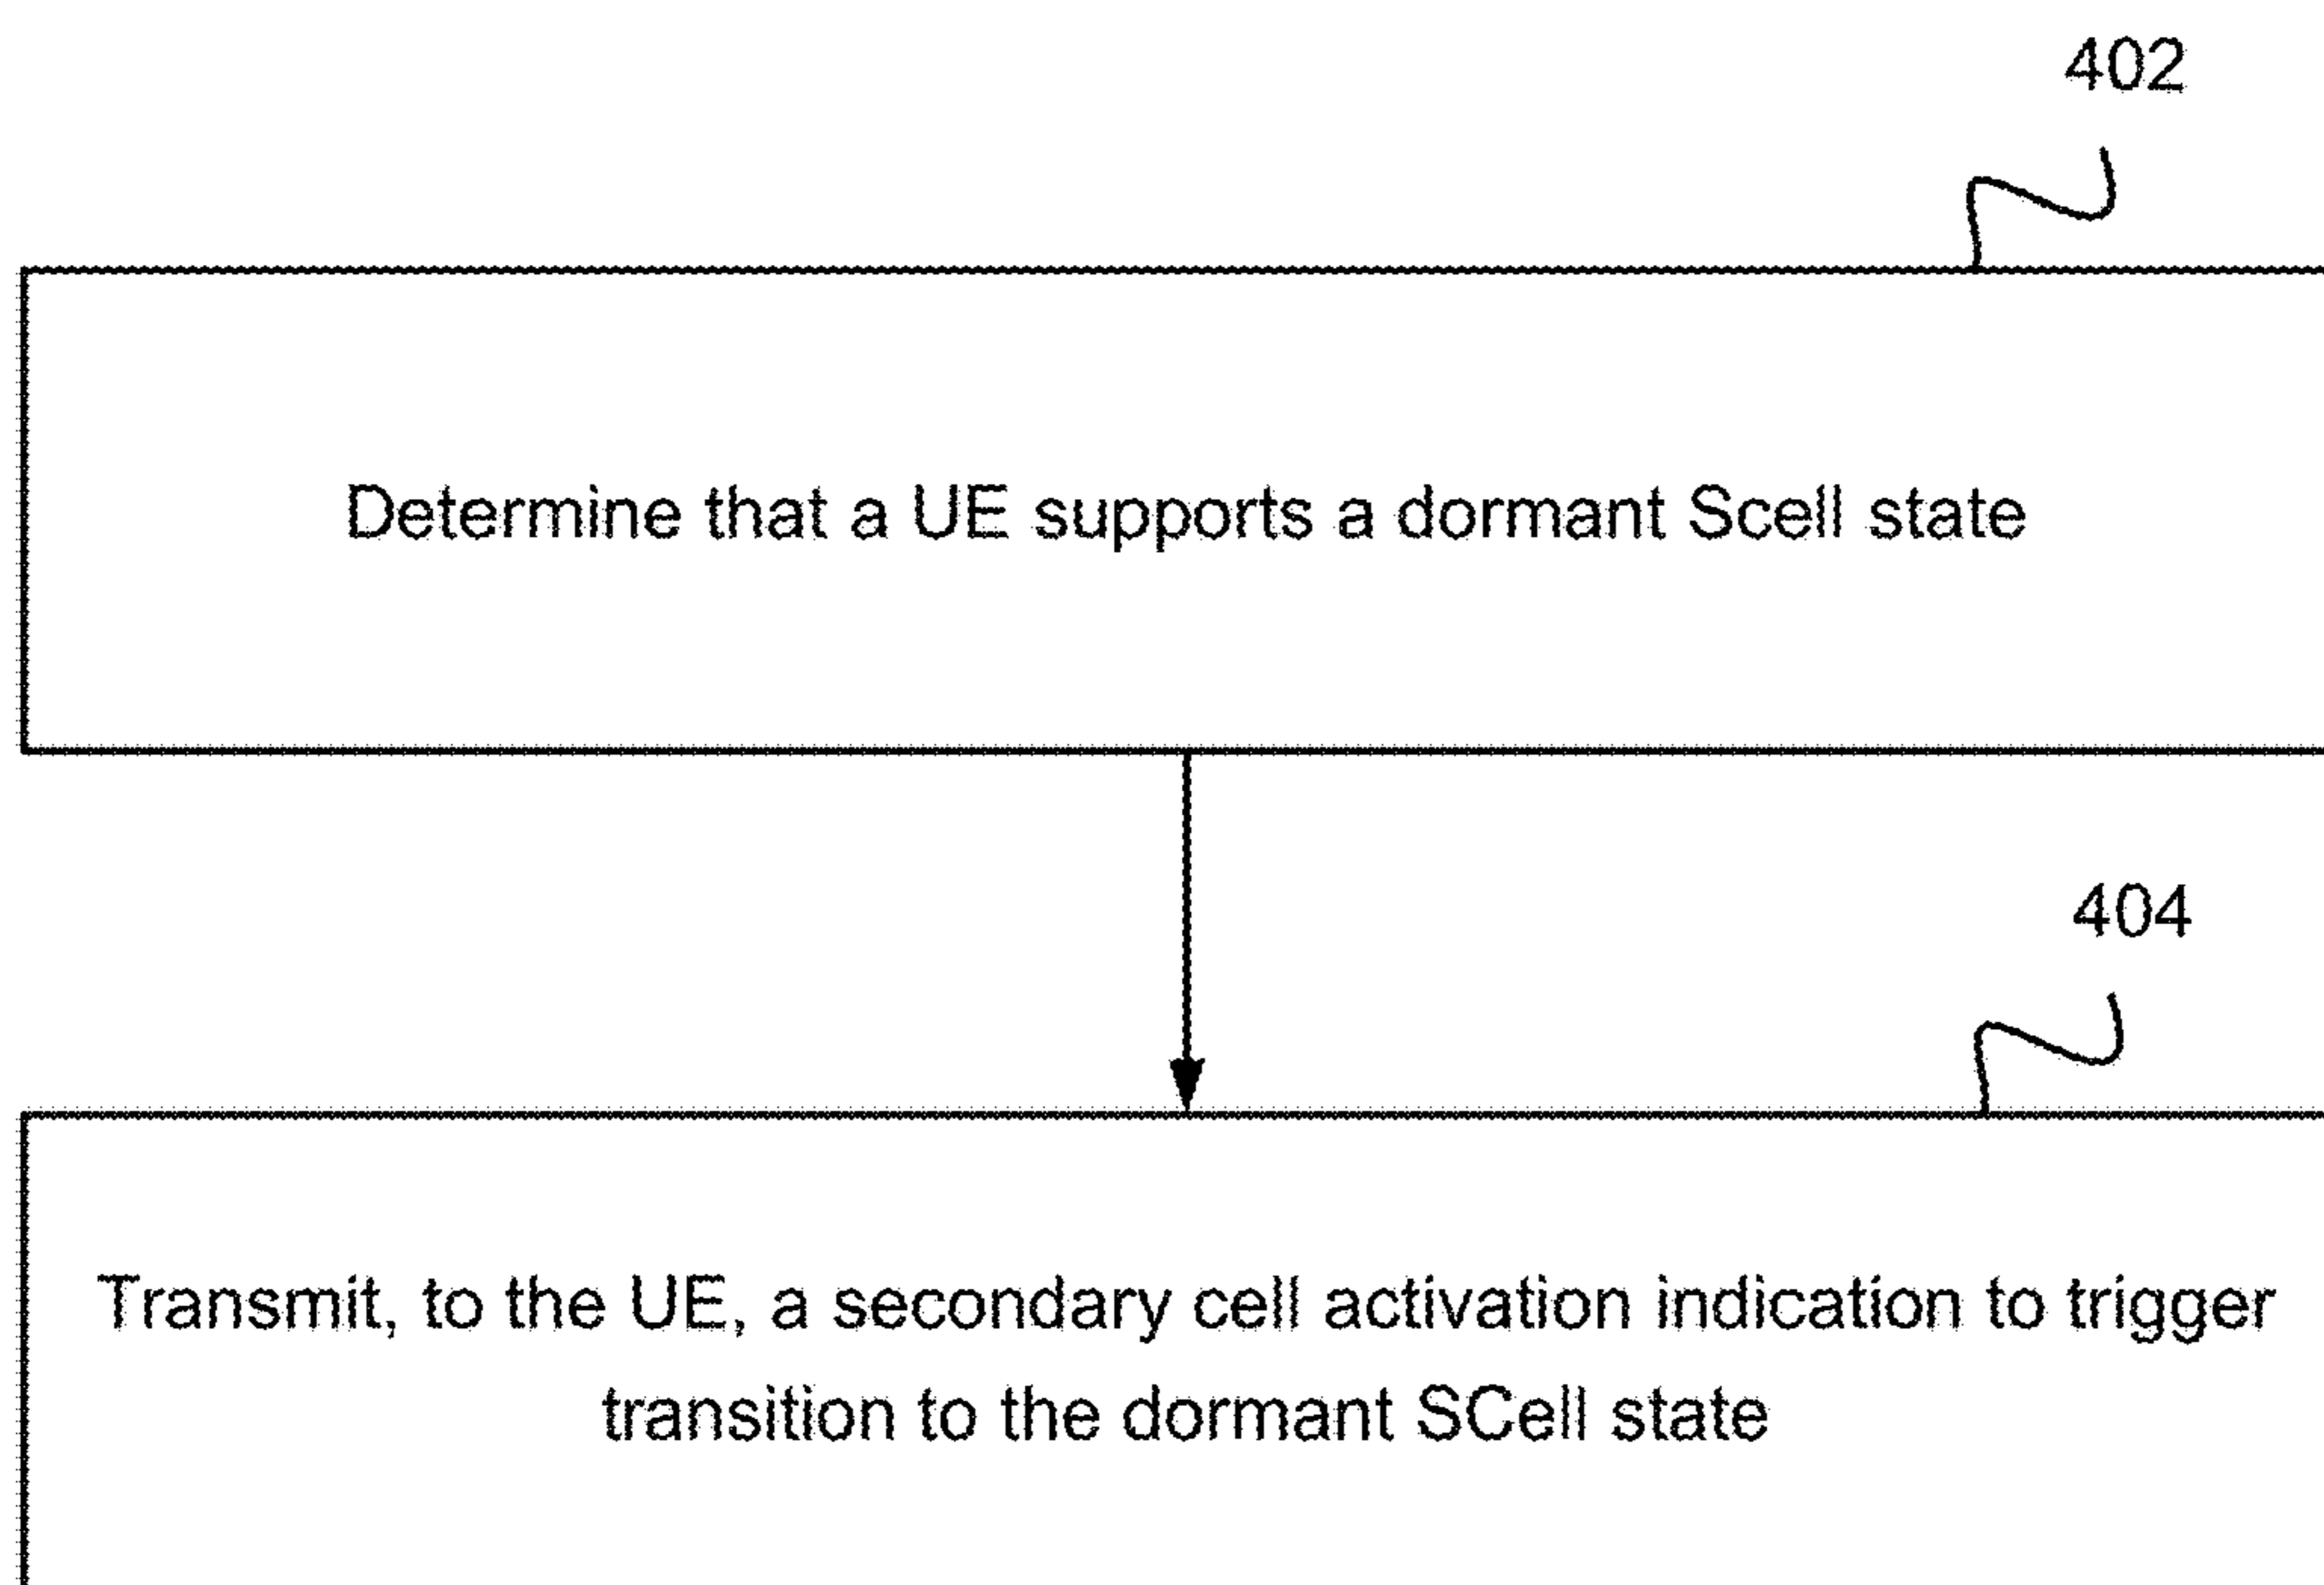 402
Determine that a UE supports a dormant Scell state
404
Transmit, to the UE, a secondary cell activation indication to trigger
transition to the dormant SCell state